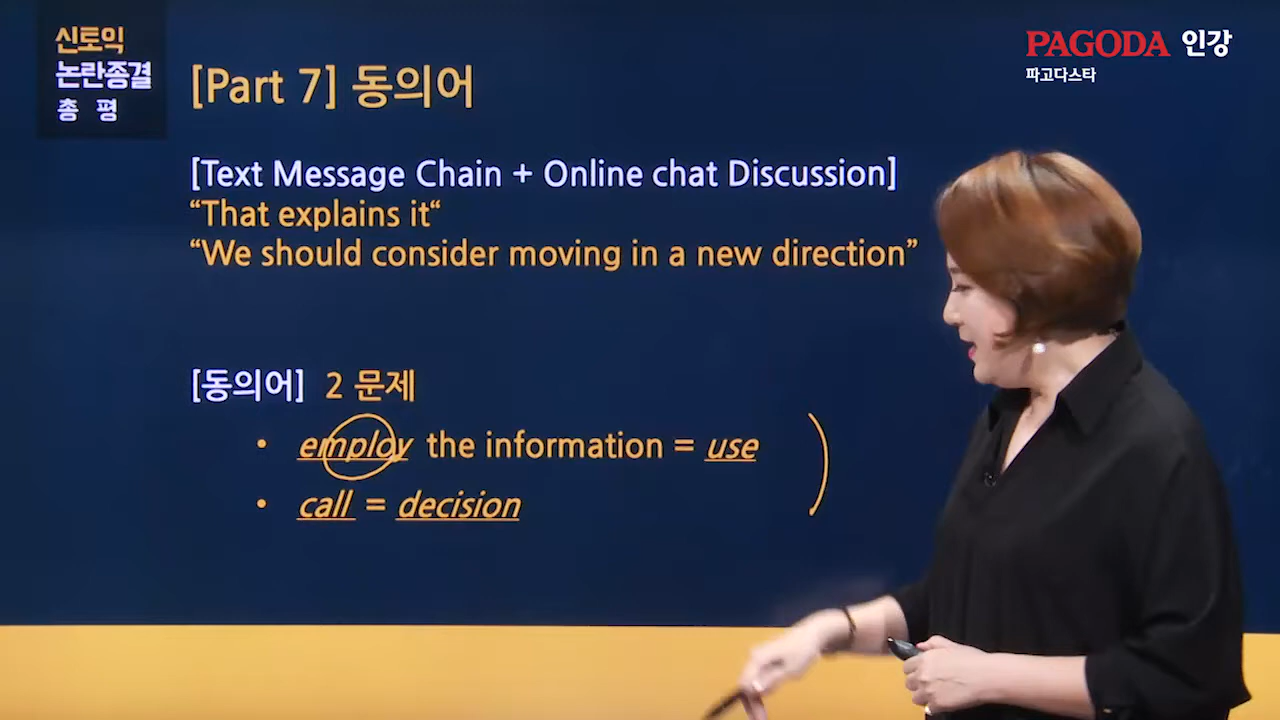 신토익
논란종결
총 평
PAGODA 인강
파고다스타
[Part 7] 동의어
[Text Message Chain + Online chat Discussion]
“That explains it“
“We should consider moving in a new direction”
[동의어] 2 문제
• employ the information = use
• call = decision